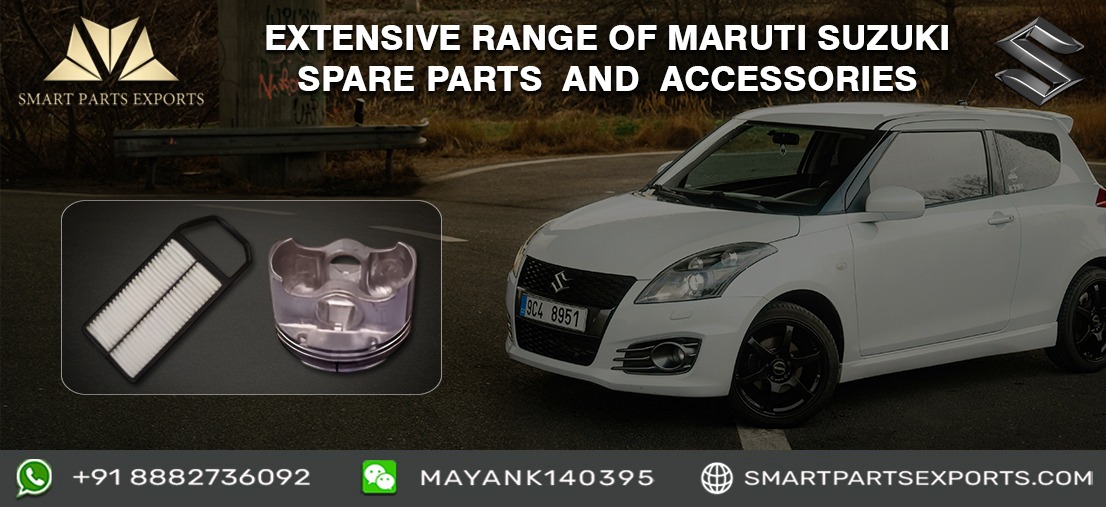 EXTENSIVE RANGE OF MARUTI SUZUKI
SPARE PARTS AND ACCESSORIES
SMART PARTS EXPORTS
9C4 8951
+91 8882736092
MAYANK140395
SMARTPARTSEXPORTS.COM